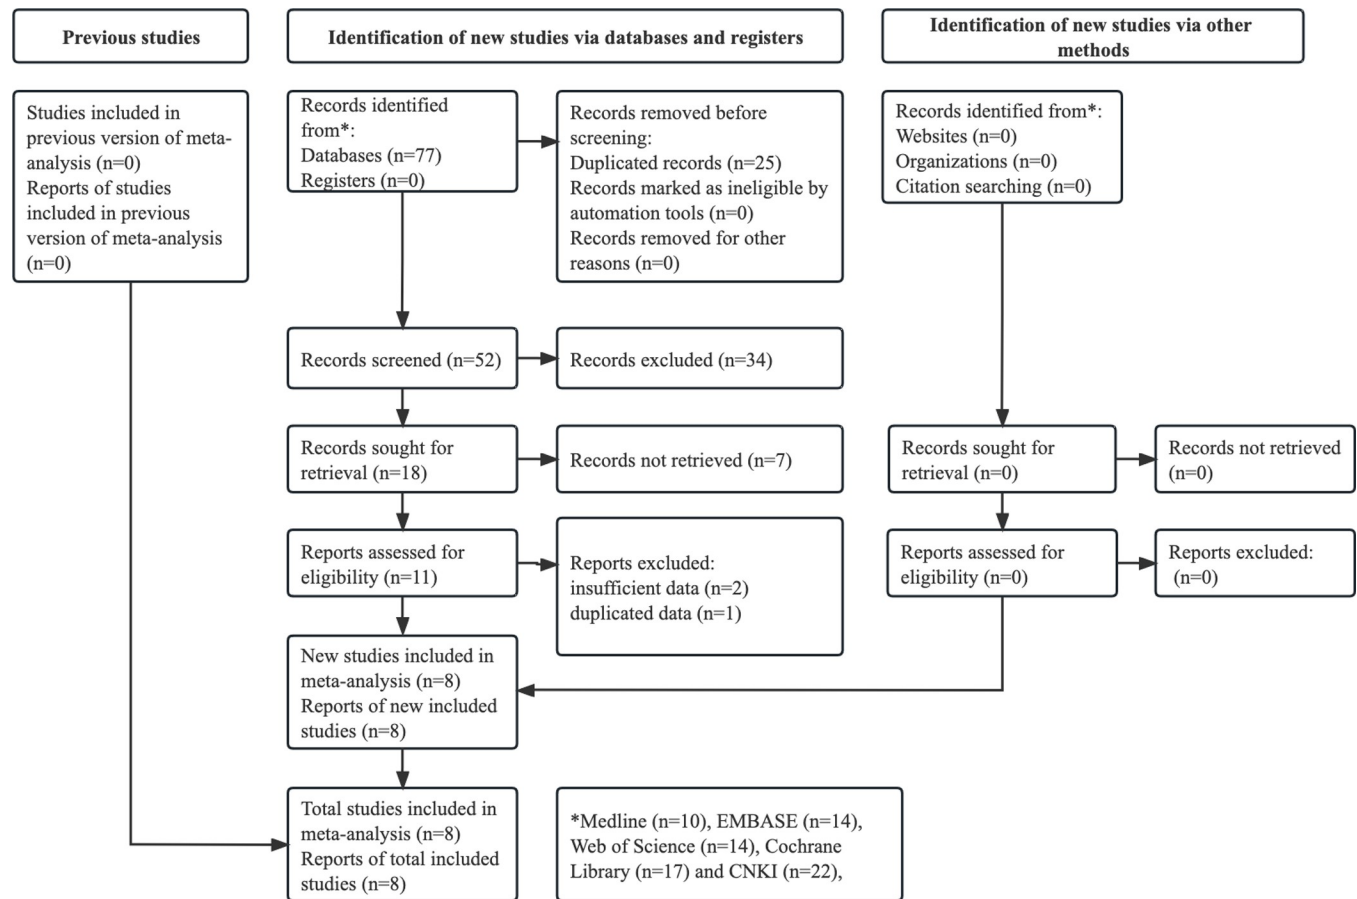 Previous studies
Identification of new studies via databases and registers
Identification of new studies via other
methods
Studies included in
previous version of meta-
analysis (n=0)
Reports of studies
included in previous
version of meta-analysis
(n=0)
Records identified
from*:
Databases (n=77)
Registers (n=0)
Records removed before
screening:
Duplicated records (n=25)
Records marked as ineligible by
automation tools (n=0)
Records removed for other
reasons (n=0)
Records identified from*:
Websites (n=0)
Organizations (n=0)
Citation searching (n=0)
Records screened (n=52)
Records excluded (n=34)
Records sought for
retrieval (n=18)
Records not retrieved (n=7)
Records sought for
retrieval (n=0)
Records not retrieved
(n=0)
Reports assessed for
eligibility (n=11)
Reports excluded:
insufficient data (n=2)
duplicated data (n=1)
Reports assessed for
eligibility (n=0)
Reports excluded:
(n=0)
New studies included in
meta-analysis (n=8)
Reports of new included
studies (n=8)
Total studies included in
meta-analysis (n=8)
Reports of total included
studies (n=8)
*Medline (n=10), EMBASE (n=14),
Web of Science (n=14), Cochrane
Library (n=17) and CNKI (n=22),